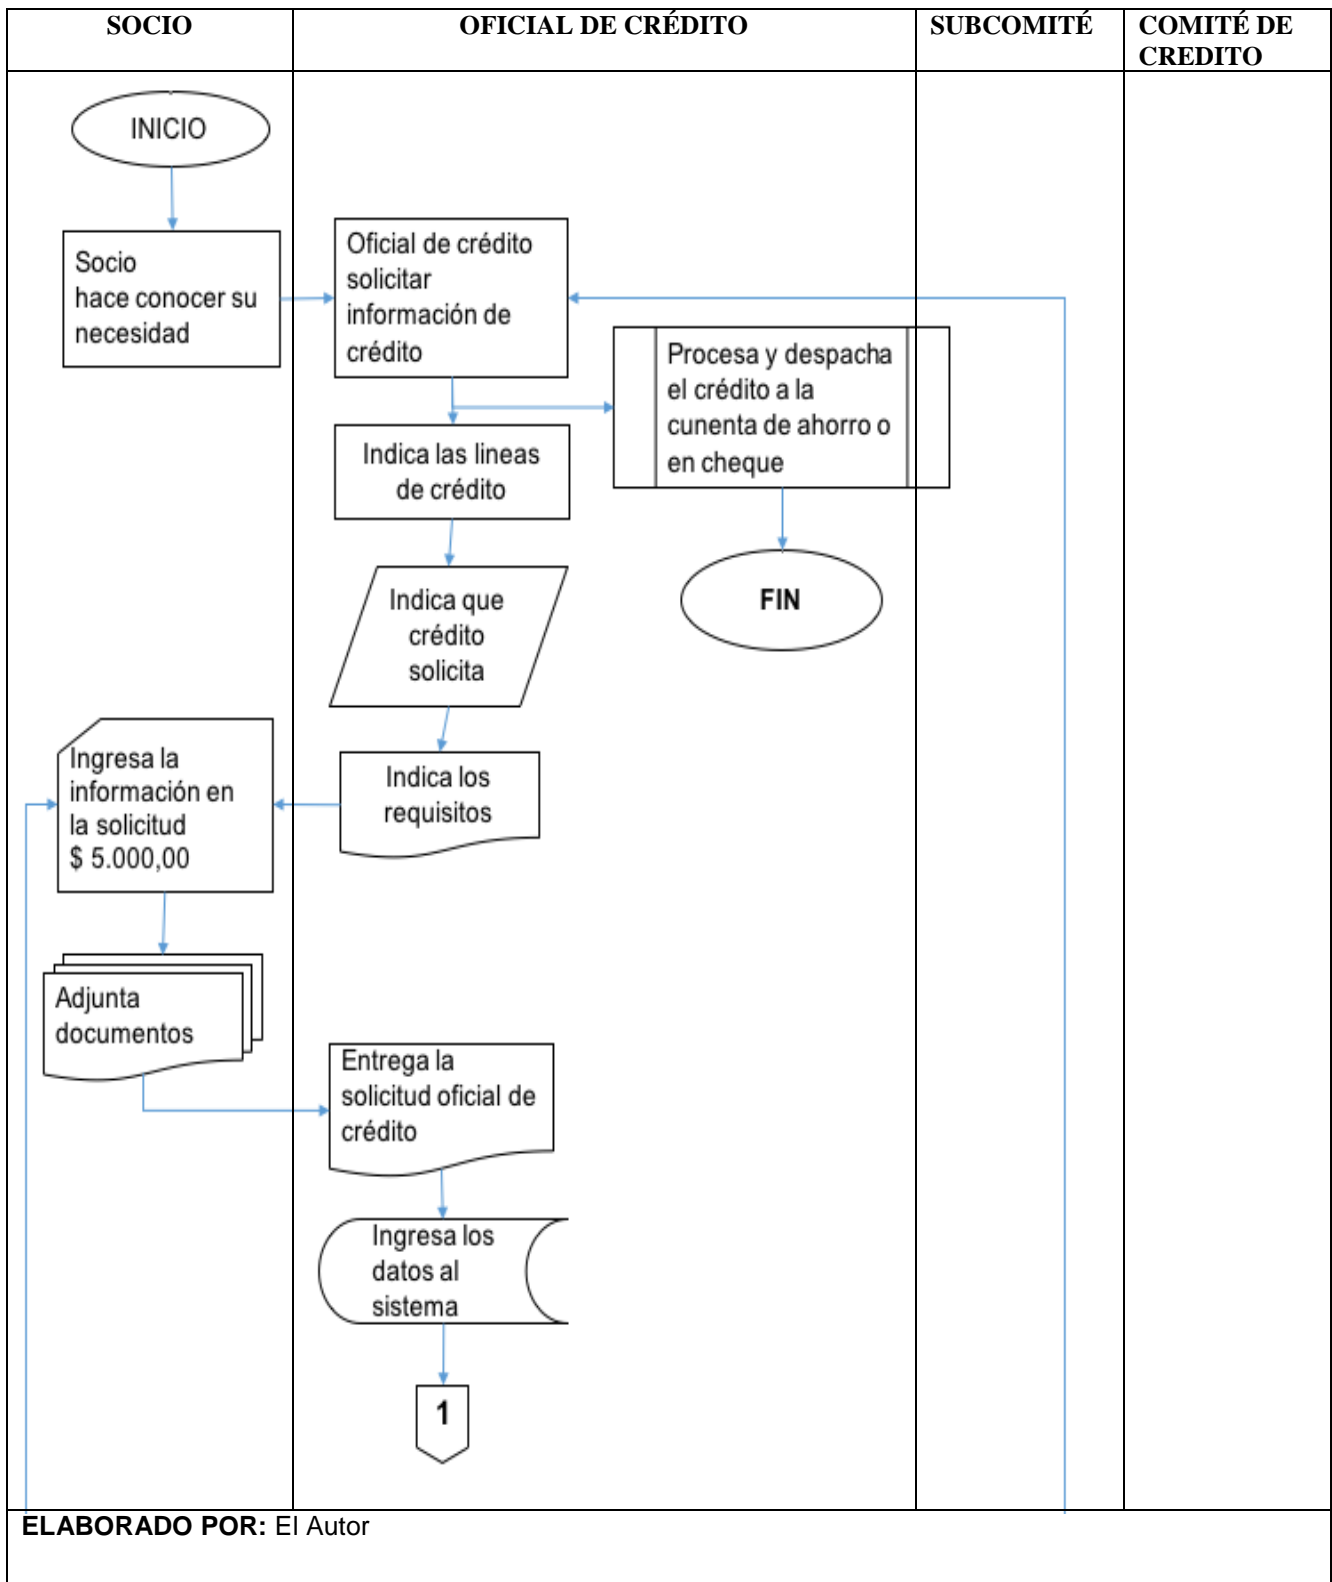 SOCIO
OFICIAL DE CRÉDITO
SUBCOMITÉ
COMITÉ DE
CREDITO
INICIO
Socio
hace conocer su
necesidad
Oficial de crédito
solicitar
información de
crédito
Procesa y despacha
el crédito a la
cunenta de ahorro o
en cheque
Indica las lineas
de crédito
FIN
Indica que
crédito
solicita
Indica los
requisitos
Ingresa la
información en
la solicitud
$ 5.000,00
Adjunta
documentos
Entrega la
solicitud oficial de
crédito
Ingresa los
datos al
sistema
1
ELABORADO POR: El Autor